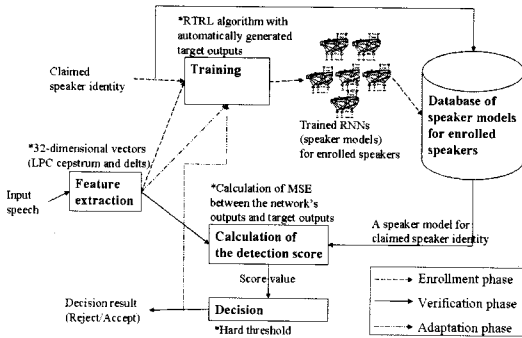 *RTRL algorithm with
automatically generated
target outputs
Claimed
speaker identity
Training
Trained RNNs
(speaker models)
for enrolled speakers
Database of
speaker models
for enrolled
speakers
*32-dimensional vectors
(LPC cepstrum and deltas)
Input
speech
Feature
extraction
*Calculation of MSE
between the network's
outputs and target outputs
Calculation of
the detection score
A speaker model for
claimed speaker identity
Score value
Decision result
(Reject/Accept)
Decision
*Hard threshold
Enrollment phase
Verification phase
Adaptation phase